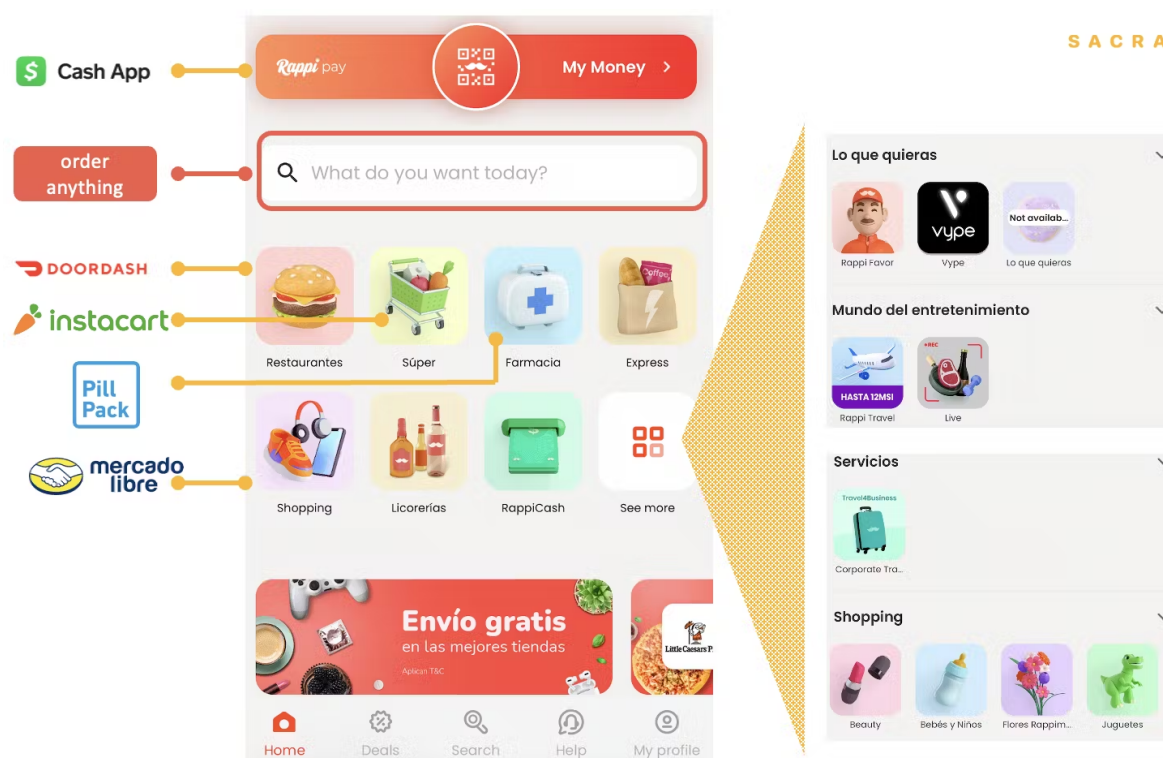 SACRA
Cash App
Rappi pay
My Money
order
anything
What do you want today?
DOORDASH
instacart
Pill
Pack
mercado
libre
Restaurantes
Súper
Farmacia
Express
Shopping
Licorerías
RappiCash
See more
Envío gratis
en las mejores tiendas
Aplican T&C
Little Caesars P
Home
Deals
Search
Help
My profile
Lo que quieras
vype
Not availab...
Rappi Favor
Vype
Lo que quieras
Mundo del entretenimiento
•REC
HASTA 12MSI
Rappi Travel
Live
Servicios
Travel4Business
Corporate Tra...
Shopping
Beauty
Bebés y Niños
Flores Rappim...
Juguetes